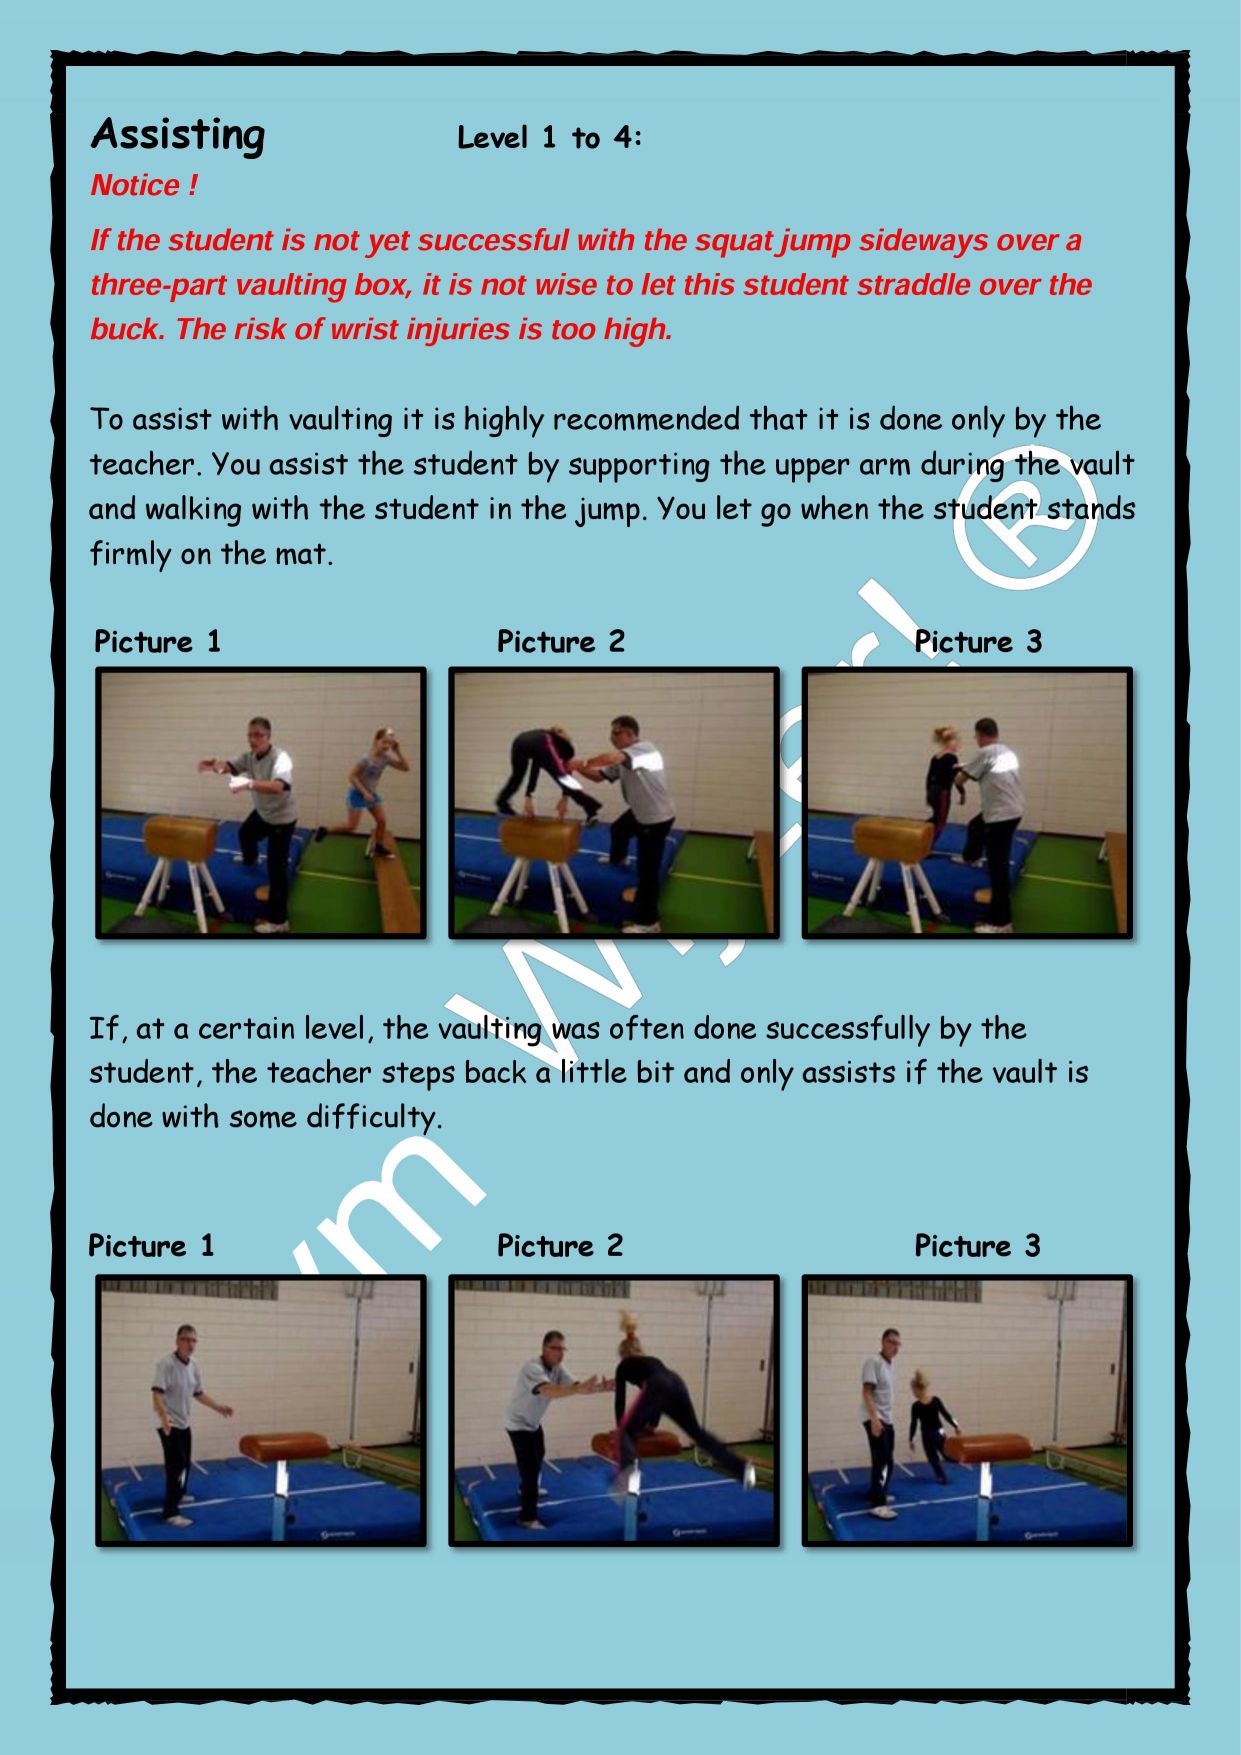 Assisting Level 1 to 4:
Notice !
If the student is not yet successful with the squat jump sideways over a
three-part vaulting box, it is not wise to let this student straddle over the
buck. The risk of wrist injuries is too high.
To assist with vaulting it is highly recommended that it is done only by the
teacher. You assist the student by supporting the upper arm during the vault
and walking with the student in the jump. You let go when the student stands
firmly on the mat.
Picture 1 Picture 2 Picture 3
If, at a certain level, the vaulting was often done successfully by the
student, the teacher steps back a little bit and only assists if the vault is
done with some difficulty.
Picture 1 Picture 2 Picture 3